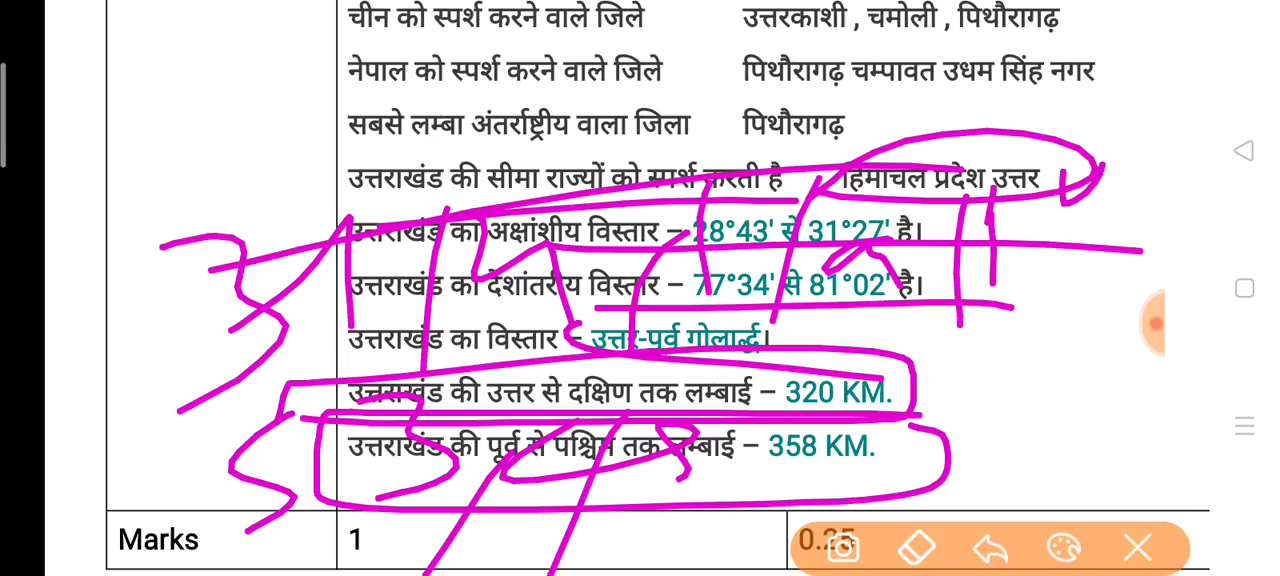 चीन को स्पर्श करने वाले जिले उत्तरकाशी , चमोली , पिथौरागढ़
नेपाल को स्पर्श करने वाले जिले पिथौरागढ़ चम्पावत उधम सिंह नगर
सबसे लम्बा अंतर्राष्ट्रीय वाला जिला पिथौरागढ़
उत्तराखंड की सीमा राज्यों को स्पर्श करती है हिमाचल प्रदेश उत्तर
उत्तराखंड का अक्षांशीय विस्तार – 28°43' से 31°27' है।
उत्तराखंड का देशांतरीय विस्तार – 77°34' से 81°02' है।
उत्तराखंड का विस्तार – उत्तर-पूर्व गोलार्द्ध।
उत्तराखंड की उत्तर से दक्षिण तक लम्बाई – 320 KM.
उत्तराखंड की पूर्व से पश्चिम तक लम्बाई – 358 KM.
Marks 1 0.25